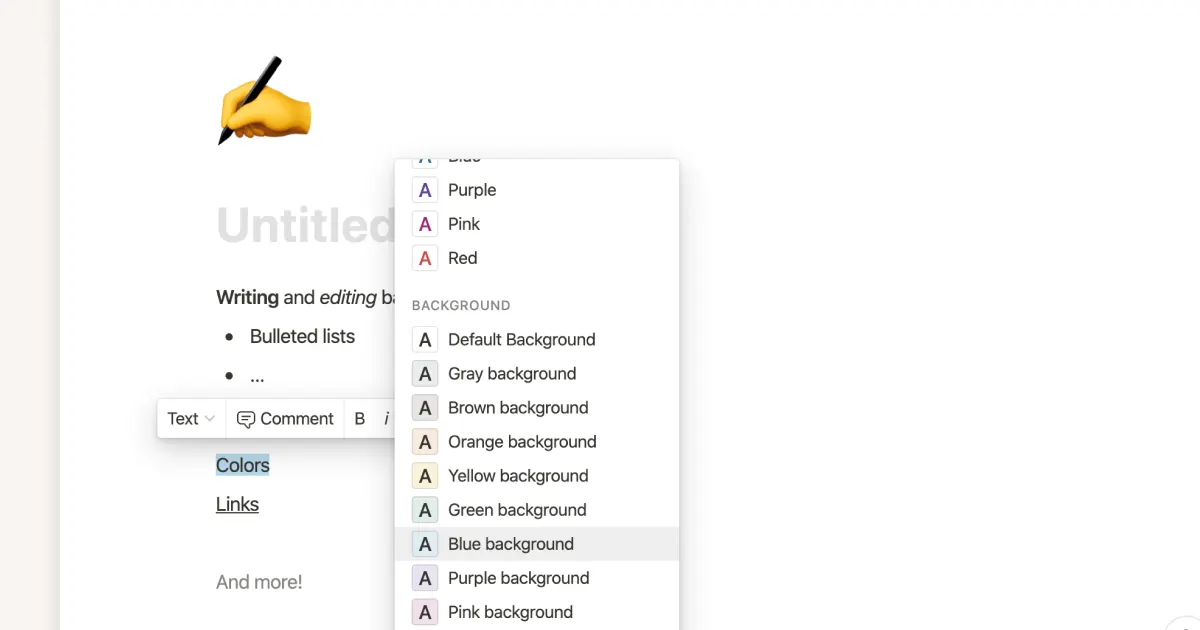 Untitled
Writing and editing
Bulleted lists
...
Text
Comment
B
i
Colors
Links
And more!
A Blue
A Purple
A Pink
A Red
BACKGROUND
A Default Background
A Gray background
A Brown background
A Orange background
A Yellow background
A Green background
A Blue background
A Purple background
A Pink background